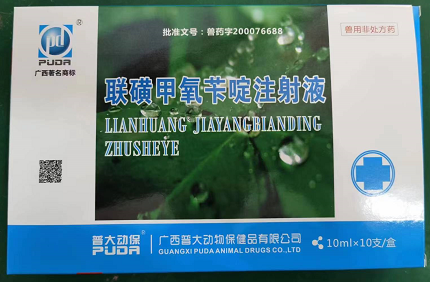 批准文号：兽药字200076688
兽用非处方药
pd
PUDA
广西著名商标
联磺甲氧苄啶注射液
LIANHUANG JIAYANGBIANDING
ZHUSHEYE
普大动保
PUDA
广西普大动物保健品有限公司
GUANGXI PUDA ANIMAL DRUGS CO.,LTD
10ml×10支/盒